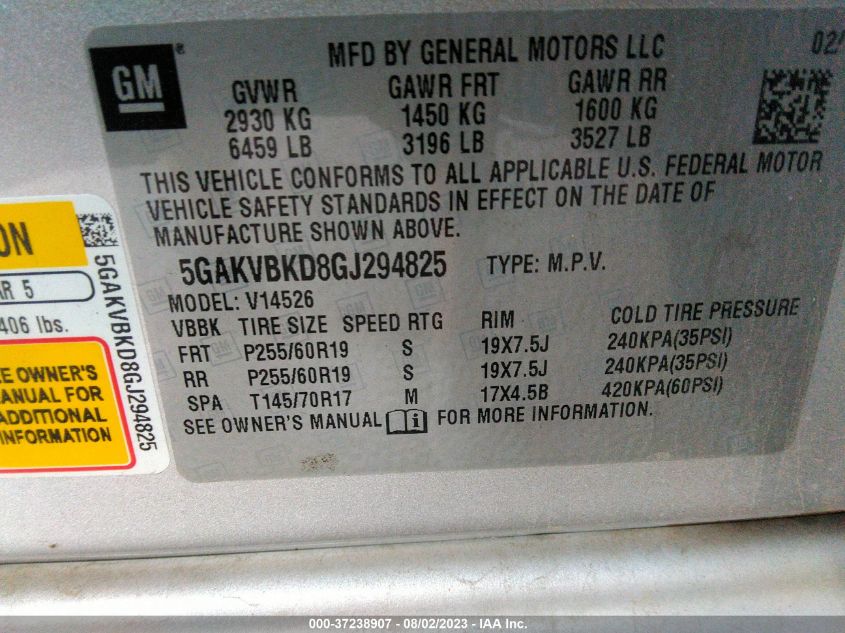 GM ®
MFD BY GENERAL MOTORS LLC 02/
GVWR GAWR FRT GAWR RR
2930 KG 1450 KG 1600 KG
6459 LB 3196 LB 3527 LB
THIS VEHICLE CONFORMS TO ALL APPLICABLE U.S. FEDERAL MOTOR
VEHICLE SAFETY STANDARDS IN EFFECT ON THE DATE OF
MANUFACTURE SHOWN ABOVE.
5GAKVBKD8GJ294825 TYPE: M.P.V.
MODEL: V14526
VBBK TIRE SIZE SPEED RTG RIM COLD TIRE PRESSURE
FRT P255/60R19 S 19X7.5J 240KPA(35PSI)
RR P255/60R19 S 19X7.5J 240KPA(35PSI)
SPA T145/70R17 M 17X4.5B 420KPA(60PSI)
SEE OWNER'S MANUAL i FOR MORE INFORMATION.
ON
AR 5
406 lbs.
EE OWNER'S
ANUAL FOR
ADDITIONAL
INFORMATION
5GAKVBKD8GJ294825
000-37238907 - 08/02/2023 - IAA Inc.